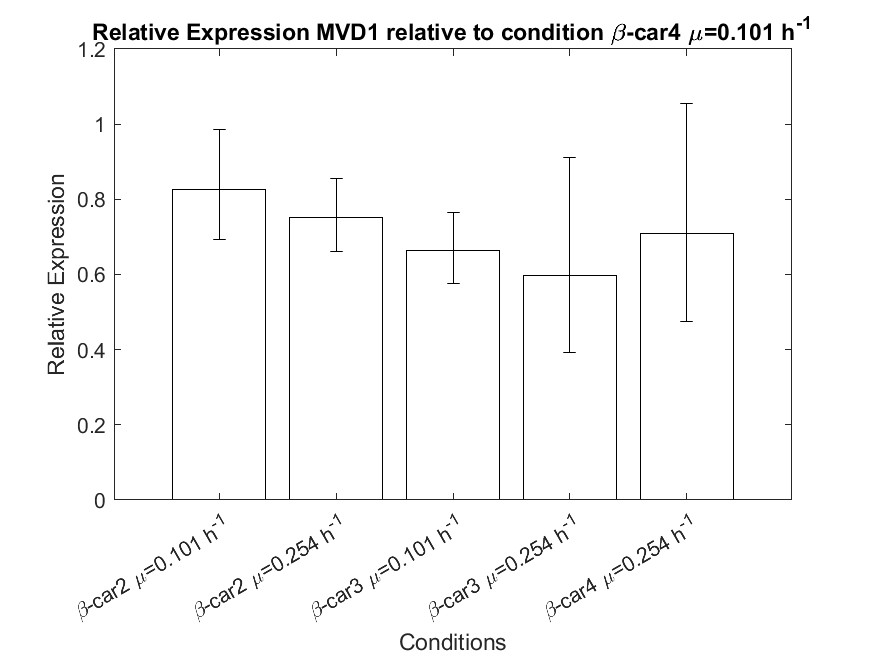 Relative Expression MVD1 relative to condition β-car4 μ=0.101 h⁻¹
1.2
1
0.8
0.6
0.4
0.2
0
Relative Expression
β-car2 μ=0.101 h⁻¹
β-car2 μ=0.254 h⁻¹
β-car3 μ=0.101 h⁻¹
β-car3 μ=0.254 h⁻¹
β-car4 μ=0.254 h⁻¹
Conditions